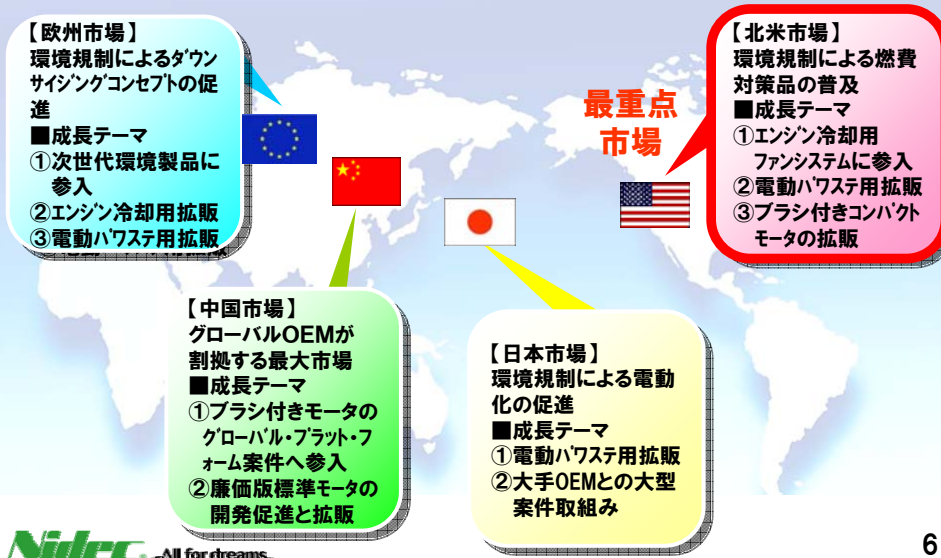 【欧州市場】
環境規制によるダウン
サイジングコンセプトの促
進
■成長テーマ
①次世代環境製品に
参入
②エンジン冷却用拡販
③電動パワステ用拡販
最重点
市場
【北米市場】
環境規制による燃費
対策品の普及
■成長テーマ
①エンジン冷却用
ファンシステムに参入
②電動パワステ用拡販
③ブラシ付きコンパクト
モータの拡販
【中国市場】
グローバルOEMが
割拠する最大市場
■成長テーマ
①ブラシ付きモータの
グローバル・プラット・フ
ォーム案件へ参入
②廉価版標準モータの
開発促進と拡販
【日本市場】
環境規制による電動
化の促進
■成長テーマ
①電動パワステ用拡販
②大手OEMとの大型
案件取組み
Nidec
-All for dreams
6